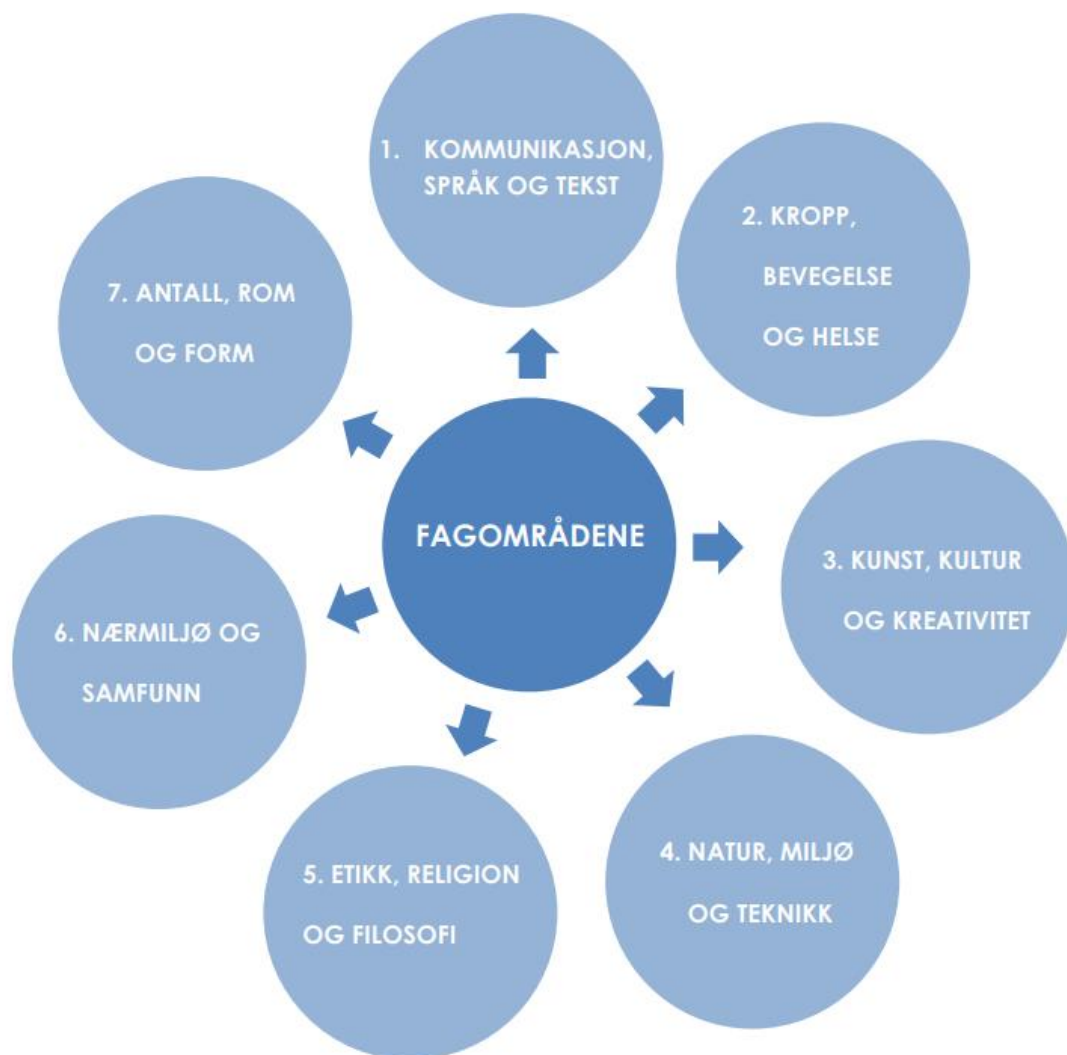 1. KOMMUNIKASJON,
SPRÅK OG TEKST
2. KROPP,
BEVEGELSE
OG HELSE
7. ANTALL, ROM
OG FORM
FAGOMRÅDENE
3. KUNST, KULTUR
OG KREATIVITET
6. NÆRMILJØ OG
SAMFUNN
4. NATUR, MILJØ
OG TEKNIKK
5. ETIKK, RELIGION
OG FILOSOFI